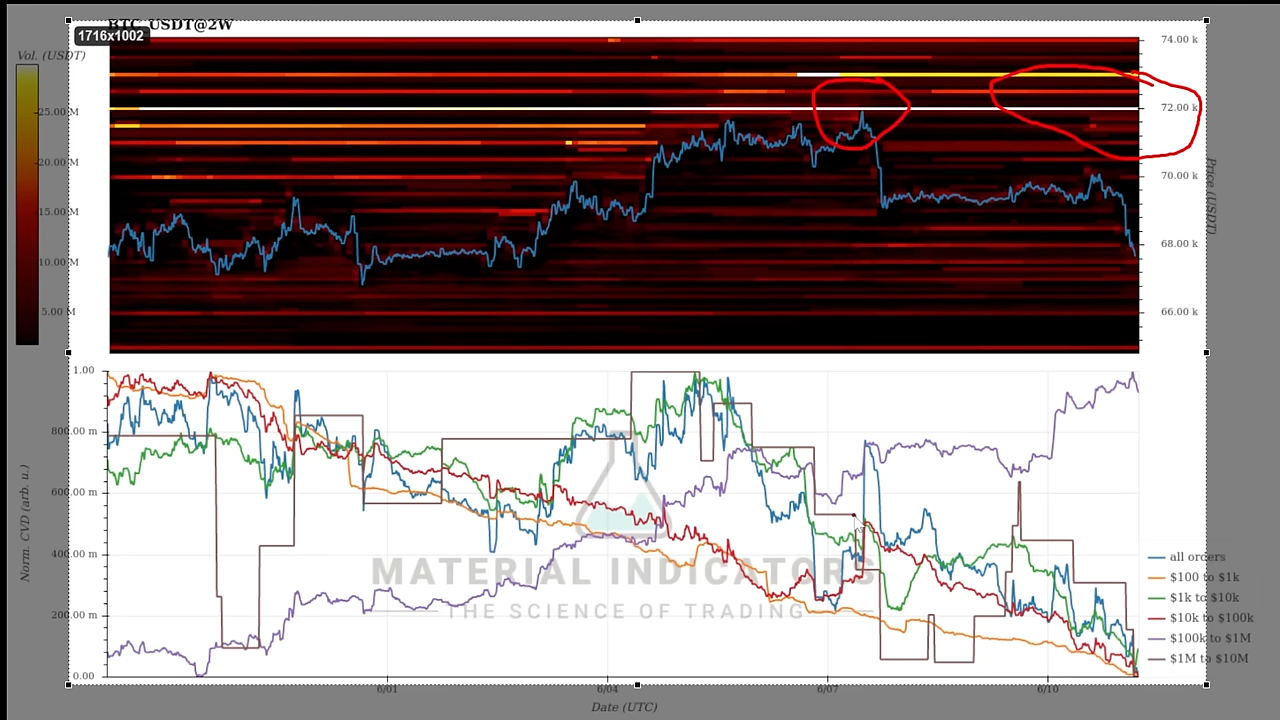 BTC_USDT@2W
1716x1002
Vol. (USDT)
25.00 M
20.00 M
15.00 M
10.00 M
5.00 M
74.00 k
72.00 k
70.00 k
68.00 k
66.00 k
Price (USDT)
1.00
800.00 m
600.00 m
400.00 m
200.00 m
0.00
Norm. CVD (arb. u.)
MATERIAL INDICATORS
THE SCIENCE OF TRADING
all orders
$100 to $1k
$1k to $10k
$10k to $100k
$100k to $1M
$1M to $10M
6/01
6/04
6/07
6/10
Date (UTC)